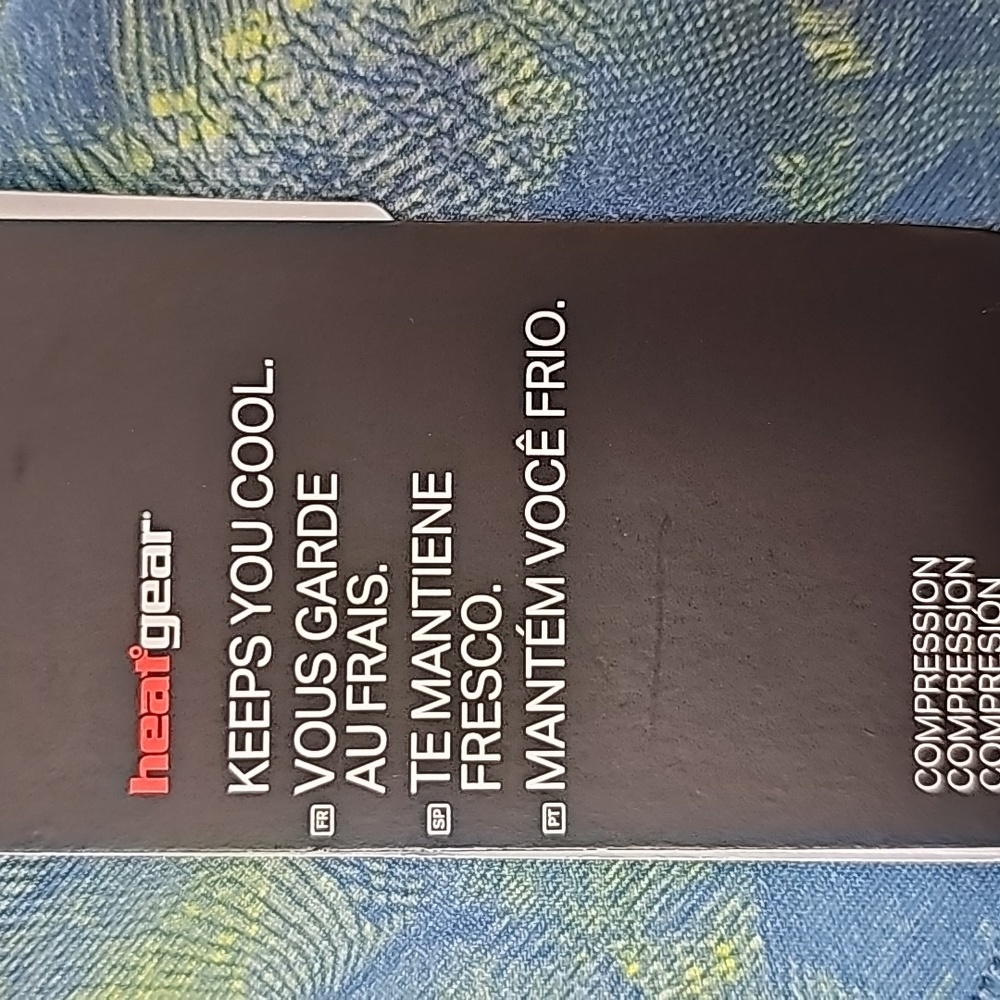 heatgear
KEEPS YOU COOL.
FR VOUS GARDE
AU FRAIS.
SP TE MANTIENE
FRESCO.
PT MANTÉM VOCÊ FRIO.
COMPRESSION
COMPRESSION
COMPRESIÓN